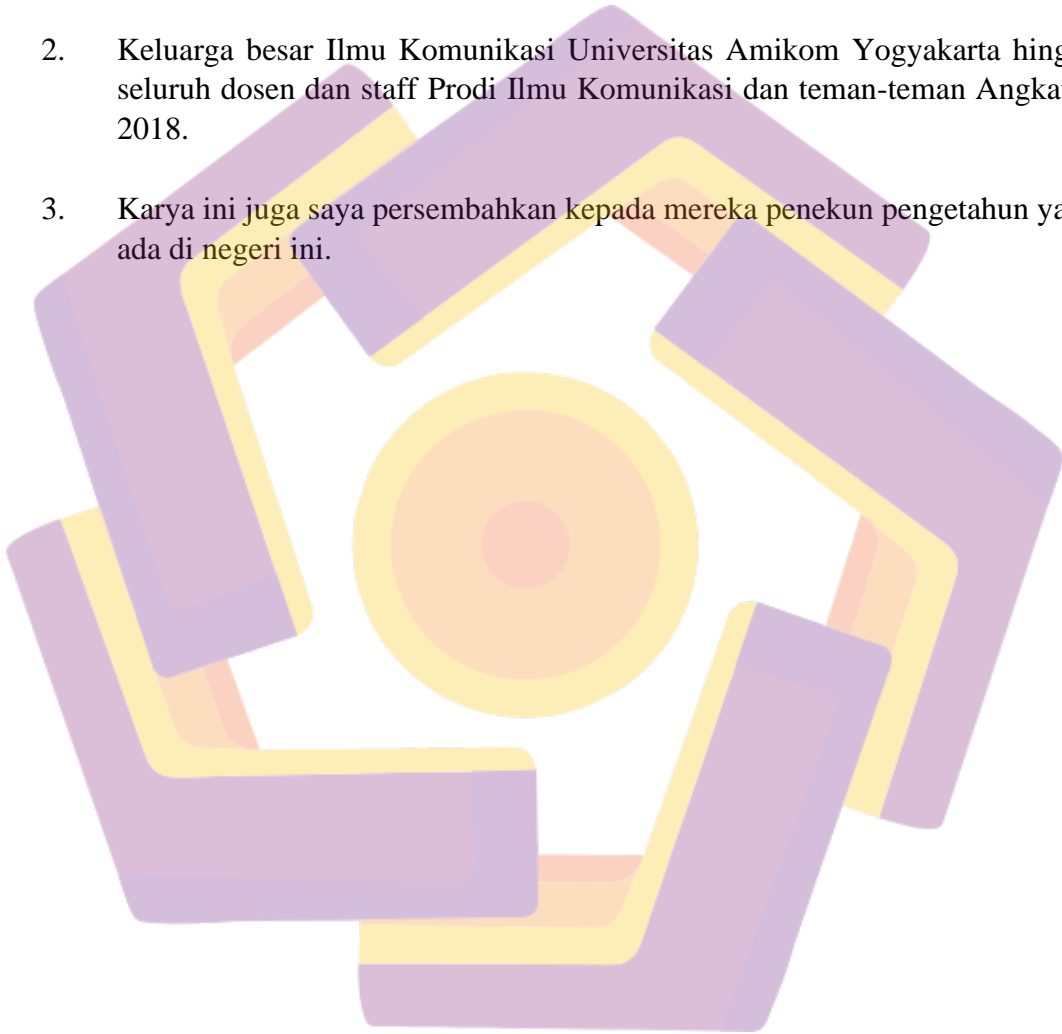 2. Keluarga besar Ilmu Komunikasi Universitas Amikom Yogyakarta hing
seluruh dosen dan staff Prodi Ilmu Komunikasi dan teman-teman Angka
2018.
3. Karya ini juga saya persembahkan kepada mereka penekun pengetahun ya
ada di negeri ini.